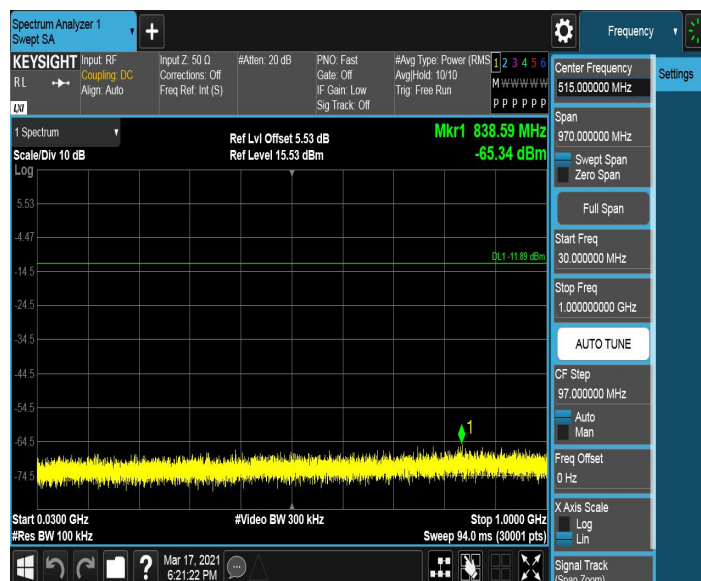 Spectrum Analyzer 1
Swept SA
+
Frequency
KEYSIGHT
RL
LXI
Input: RF
Coupling: DC
Align: Auto
Input Z: 50 Ω
Corrections: Off
Freq Ref: Int (S)
#Atten: 20 dB
PNO: Fast
Gate: Off
IF Gain: Low
Sig Track: Off
#Avg Type: Power (RMS
Avg|Hold: 10/10
Trig: Free Run
1 2 3 4 5 6
M W W W W W
P P P P P P
1 Spectrum
Scale/Div 10 dB
Log
Ref Lvl Offset 5.53 dB
Ref Level 15.53 dBm
Mkr1 838.59 MHz
-65.34 dBm
5.53
-4.47
DL1 -11.89 dBm
-14.5
-24.5
-34.5
-44.5
-54.5
1
-64.5
-74.5
Start 0.0300 GHz
#Res BW 100 kHz
#Video BW 300 kHz
Stop 1.0000 GHz
Sweep 94.0 ms (30001 pts)
?
Mar 17, 2021
6:21:22 PM
Center Frequency
515.000000 MHz
Settings
Span
970.000000 MHz
Swept Span
Zero Span
Full Span
Start Freq
30.000000 MHz
Stop Freq
1.000000000 GHz
AUTO TUNE
CF Step
97.000000 MHz
Auto
Man
Freq Offset
0 Hz
X Axis Scale
Log
Lin
Signal Track
(Span Zoom)